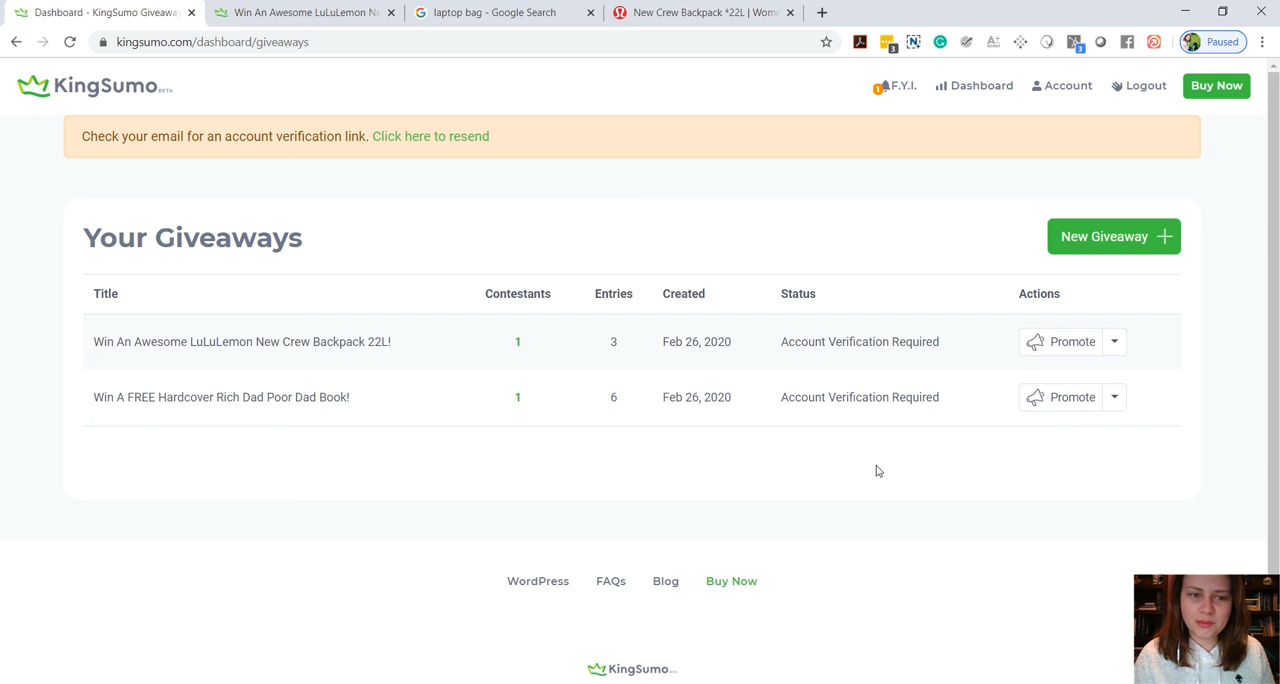 Dashboard - KingSumo Giveaway
Win An Awesome LuLuLemon Ne
laptop bag - Google Search
New Crew Backpack *22L | Wom
kingsumo.com/dashboard/giveaways
3
3
Paused
KingSumo BETA
1 F.Y.I.
Dashboard
Account
Logout
Buy Now
Check your email for an account verification link. Click here to resend
Your Giveaways
New Giveaway
Title Contestants Entries Created Status Actions
Win An Awesome LuLuLemon New Crew Backpack 22L! 1 3 Feb 26, 2020 Account Verification Required Promote
Win A FREE Hardcover Rich Dad Poor Dad Book! 1 6 Feb 26, 2020 Account Verification Required Promote
WordPress FAQs Blog Buy Now
KingSumo